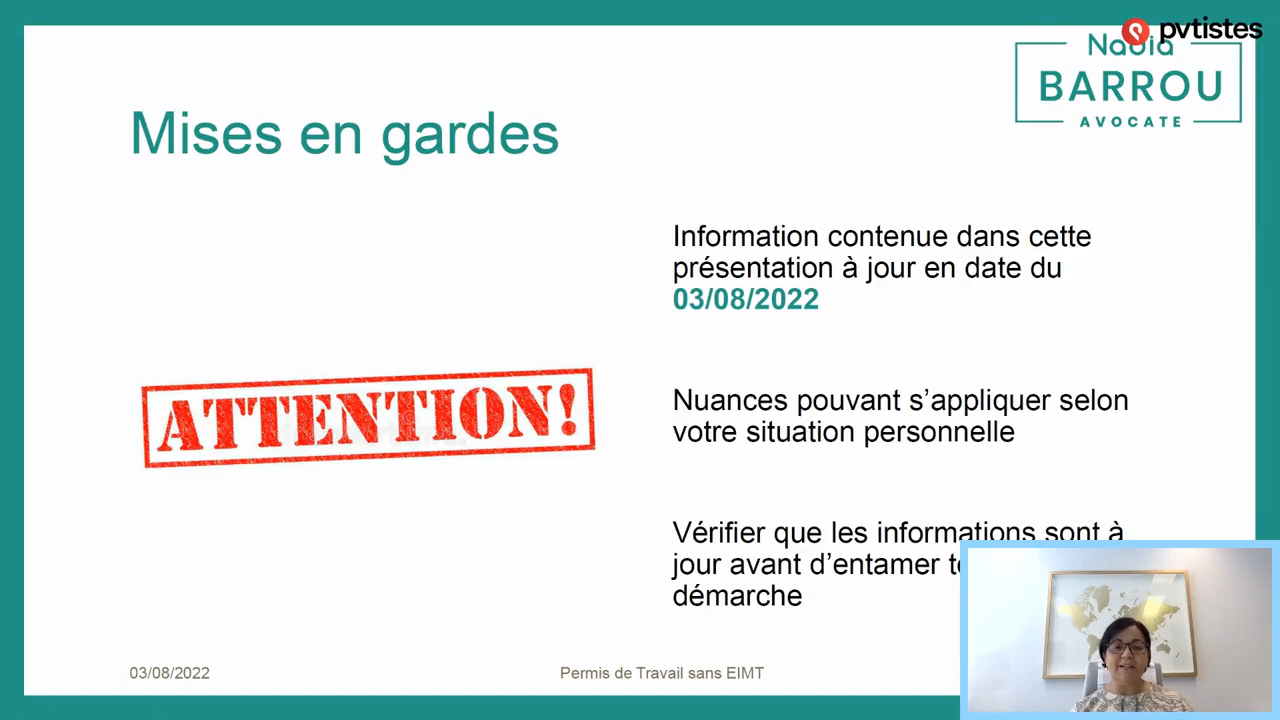 pvtistes
Nadia
BARROU
AVOCATE
Mises en gardes
Information contenue dans cette
présentation à jour en date du
03/08/2022
ATTENTION!
Nuances pouvant s’appliquer selon
votre situation personnelle
Vérifier que les informations sont à
jour avant d’entamer
démarche
03/08/2022
Permis de Travail sans EIMT